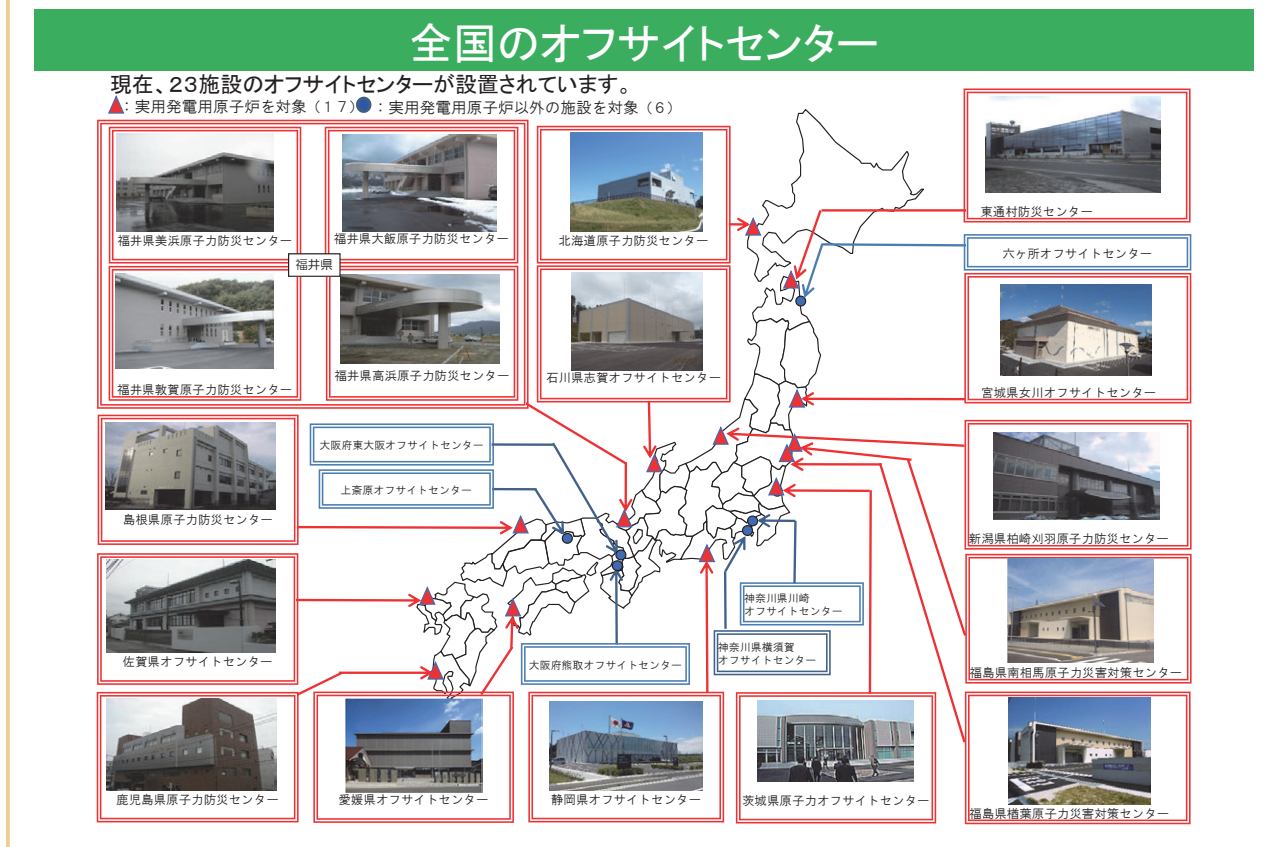 全国のオフサイトセンター
現在、23施設のオフサイトセンターが設置されています。
▲：実用発電用原子炉を対象（17）●：実用発電用原子炉以外の施設を対象（6）
福井県美浜原子力防災センター
福井県大飯原子力防災センター
北海道原子力防災センター
東通村防災センター
六ヶ所オフサイトセンター
福井県
福井県敦賀原子力防災センター
福井県高浜原子力防災センター
石川県志賀オフサイトセンター
宮城県女川オフサイトセンター
大阪府東大阪オフサイトセンター
上斎原オフサイトセンター
島根県原子力防災センター
新潟県柏崎刈羽原子力防災センター
神奈川県川崎
オフサイトセンター
神奈川県横須賀
オフサイトセンター
大阪府熊取オフサイトセンター
佐賀県オフサイトセンター
福島県南相馬原子力災害対策センター
鹿児島県原子力防災センター
愛媛県オフサイトセンター
静岡県オフサイトセンター
茨城県原子力オフサイトセンター
福島県楢葉原子力災害対策センター